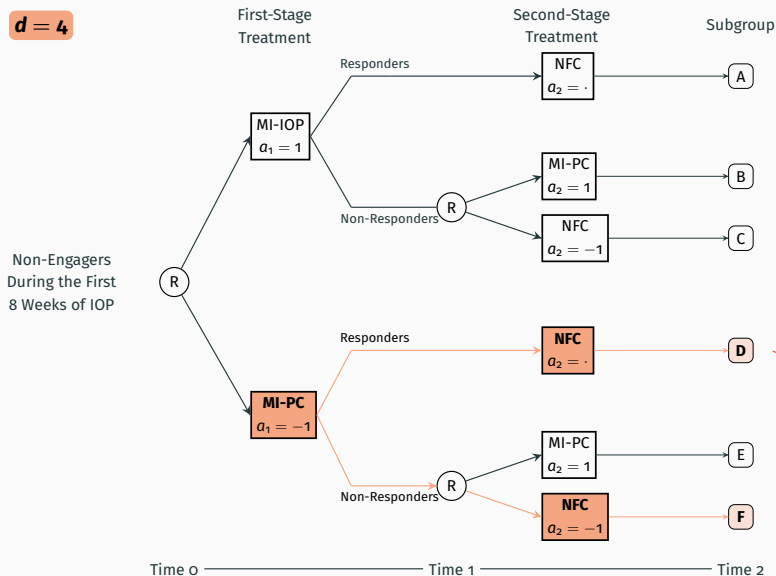 d = 4
First-Stage
Treatment
Second-Stage
Treatment
Subgroup
Responders
NFC
a₂ = ·
A
MI-IOP
a₁ = 1
MI-PC
a₂ = 1
B
Non-Responders
R
NFC
a₂ = −1
C
Non-Engagers
During the First
8 Weeks of IOP
R
Responders
NFC
a₂ = ·
D
MI-PC
a₁ = −1
MI-PC
a₂ = 1
E
Non-Responders
R
NFC
a₂ = −1
F
Time 0
Time 1
Time 2